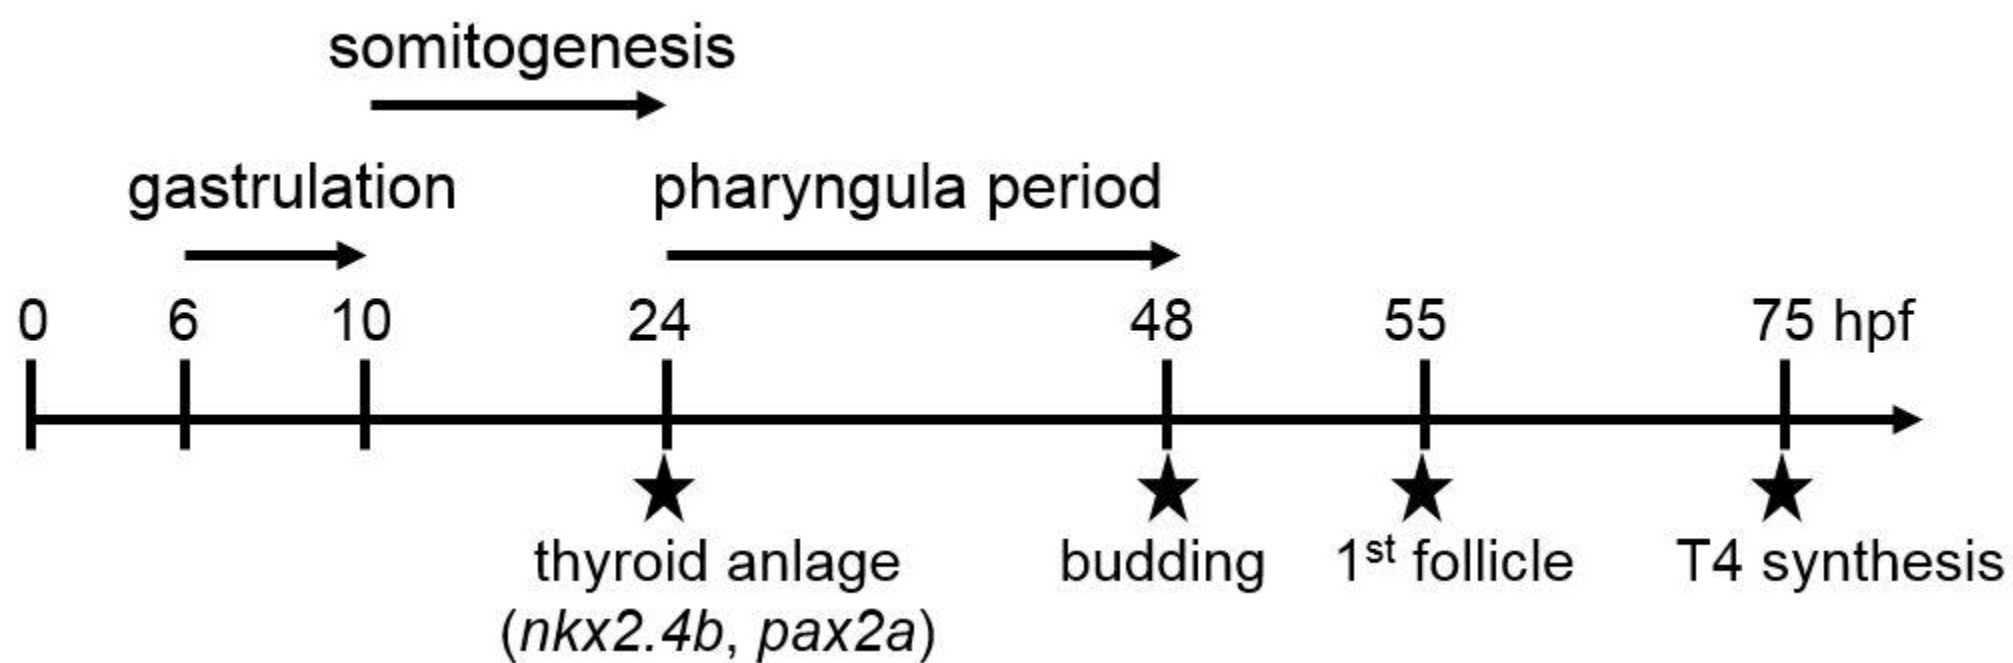 somitogenesis
gastrulation pharyngula period
0 6 10 24 48 55 75 hpf
thyroid anlage budding 1st follicle T4 synthesis
(nkx2.4b, pax2a)